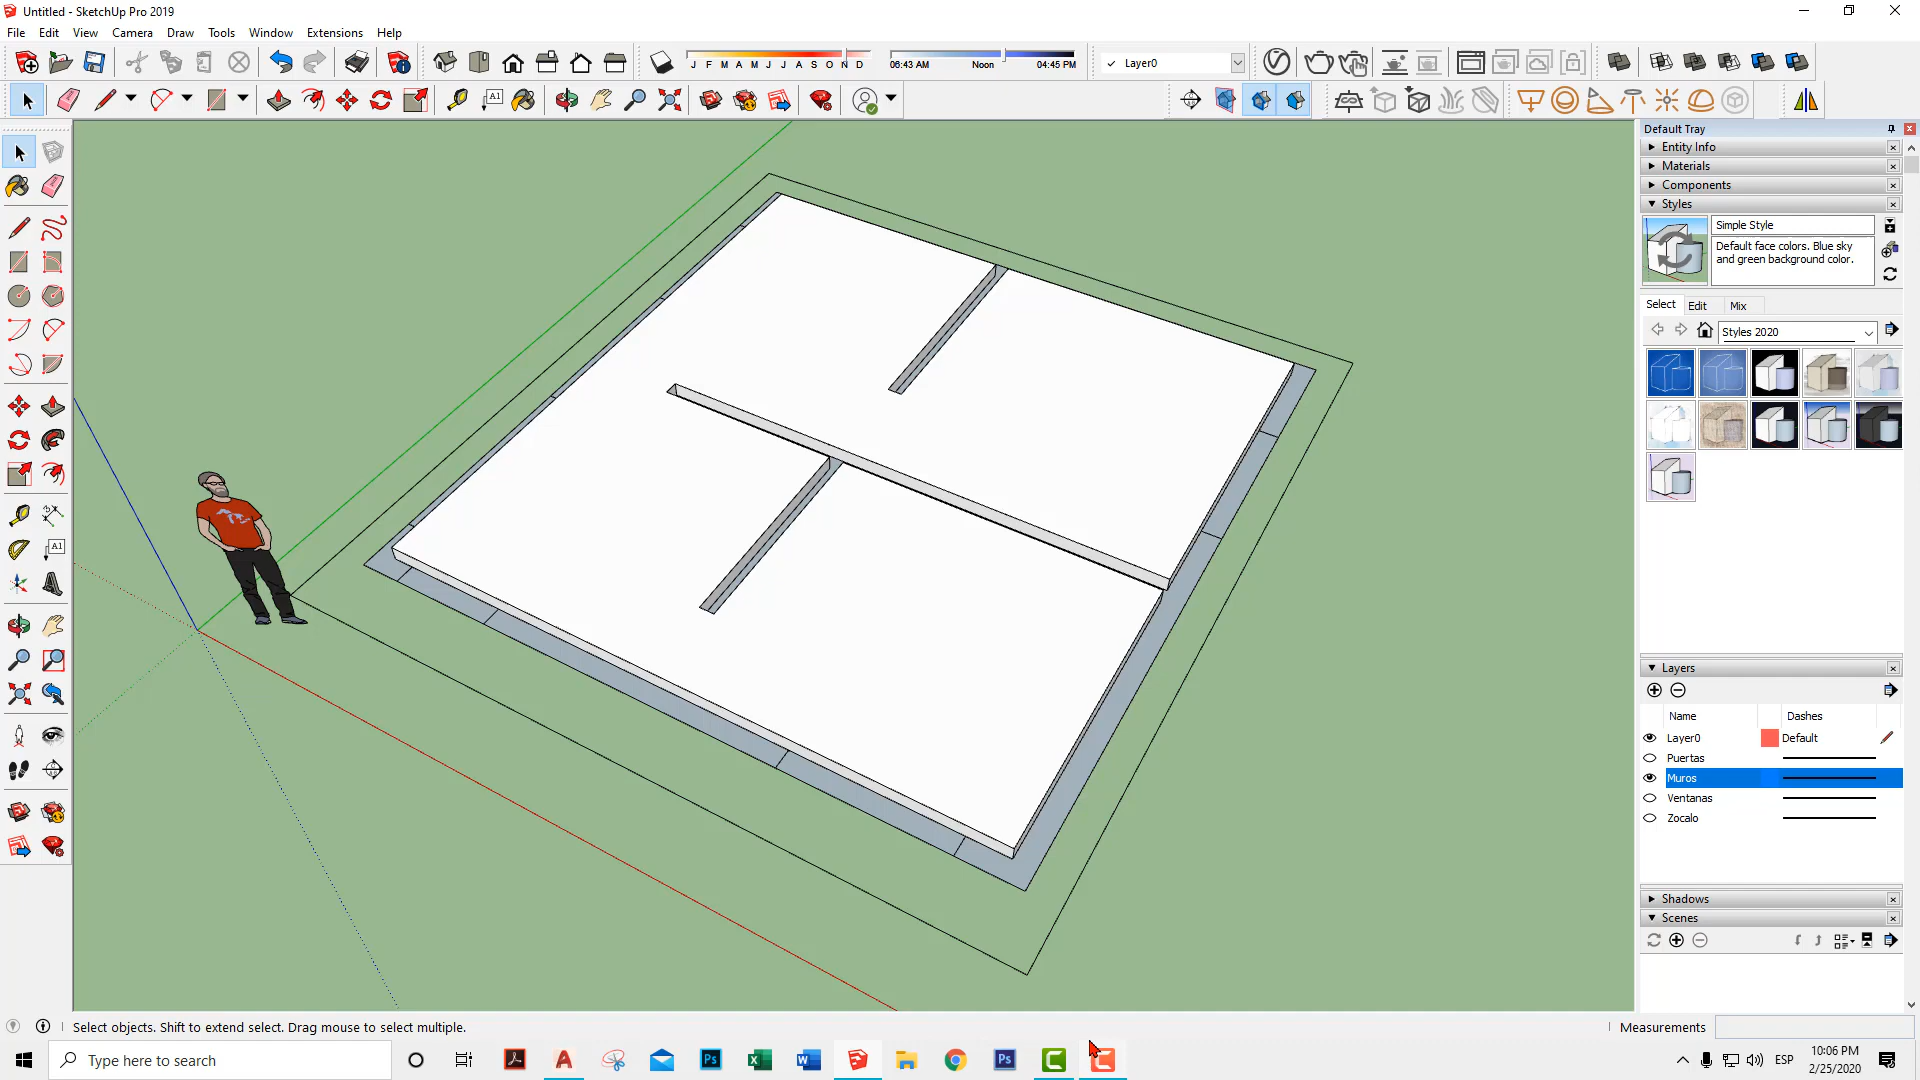 Untitled - SketchUp Pro 2019
File Edit View Camera Draw Tools Window Extensions Help
J F M A M J J A S O N D
06:43 AM Noon 04:45 PM
Layer0
A1
Default Tray
Entity Info
Materials
Components
Styles
Simple Style
Default face colors. Blue sky
and green background color.
Select Edit Mix
Styles 2020
A1
Layers
Name Dashes
Layer0 Default
Puertas
Muros
Ventanas
Zocalo
Shadows
Scenes
Select objects. Shift to extend select. Drag mouse to select multiple.
Measurements
Type here to search
ESP
10:06 PM
2/25/2020